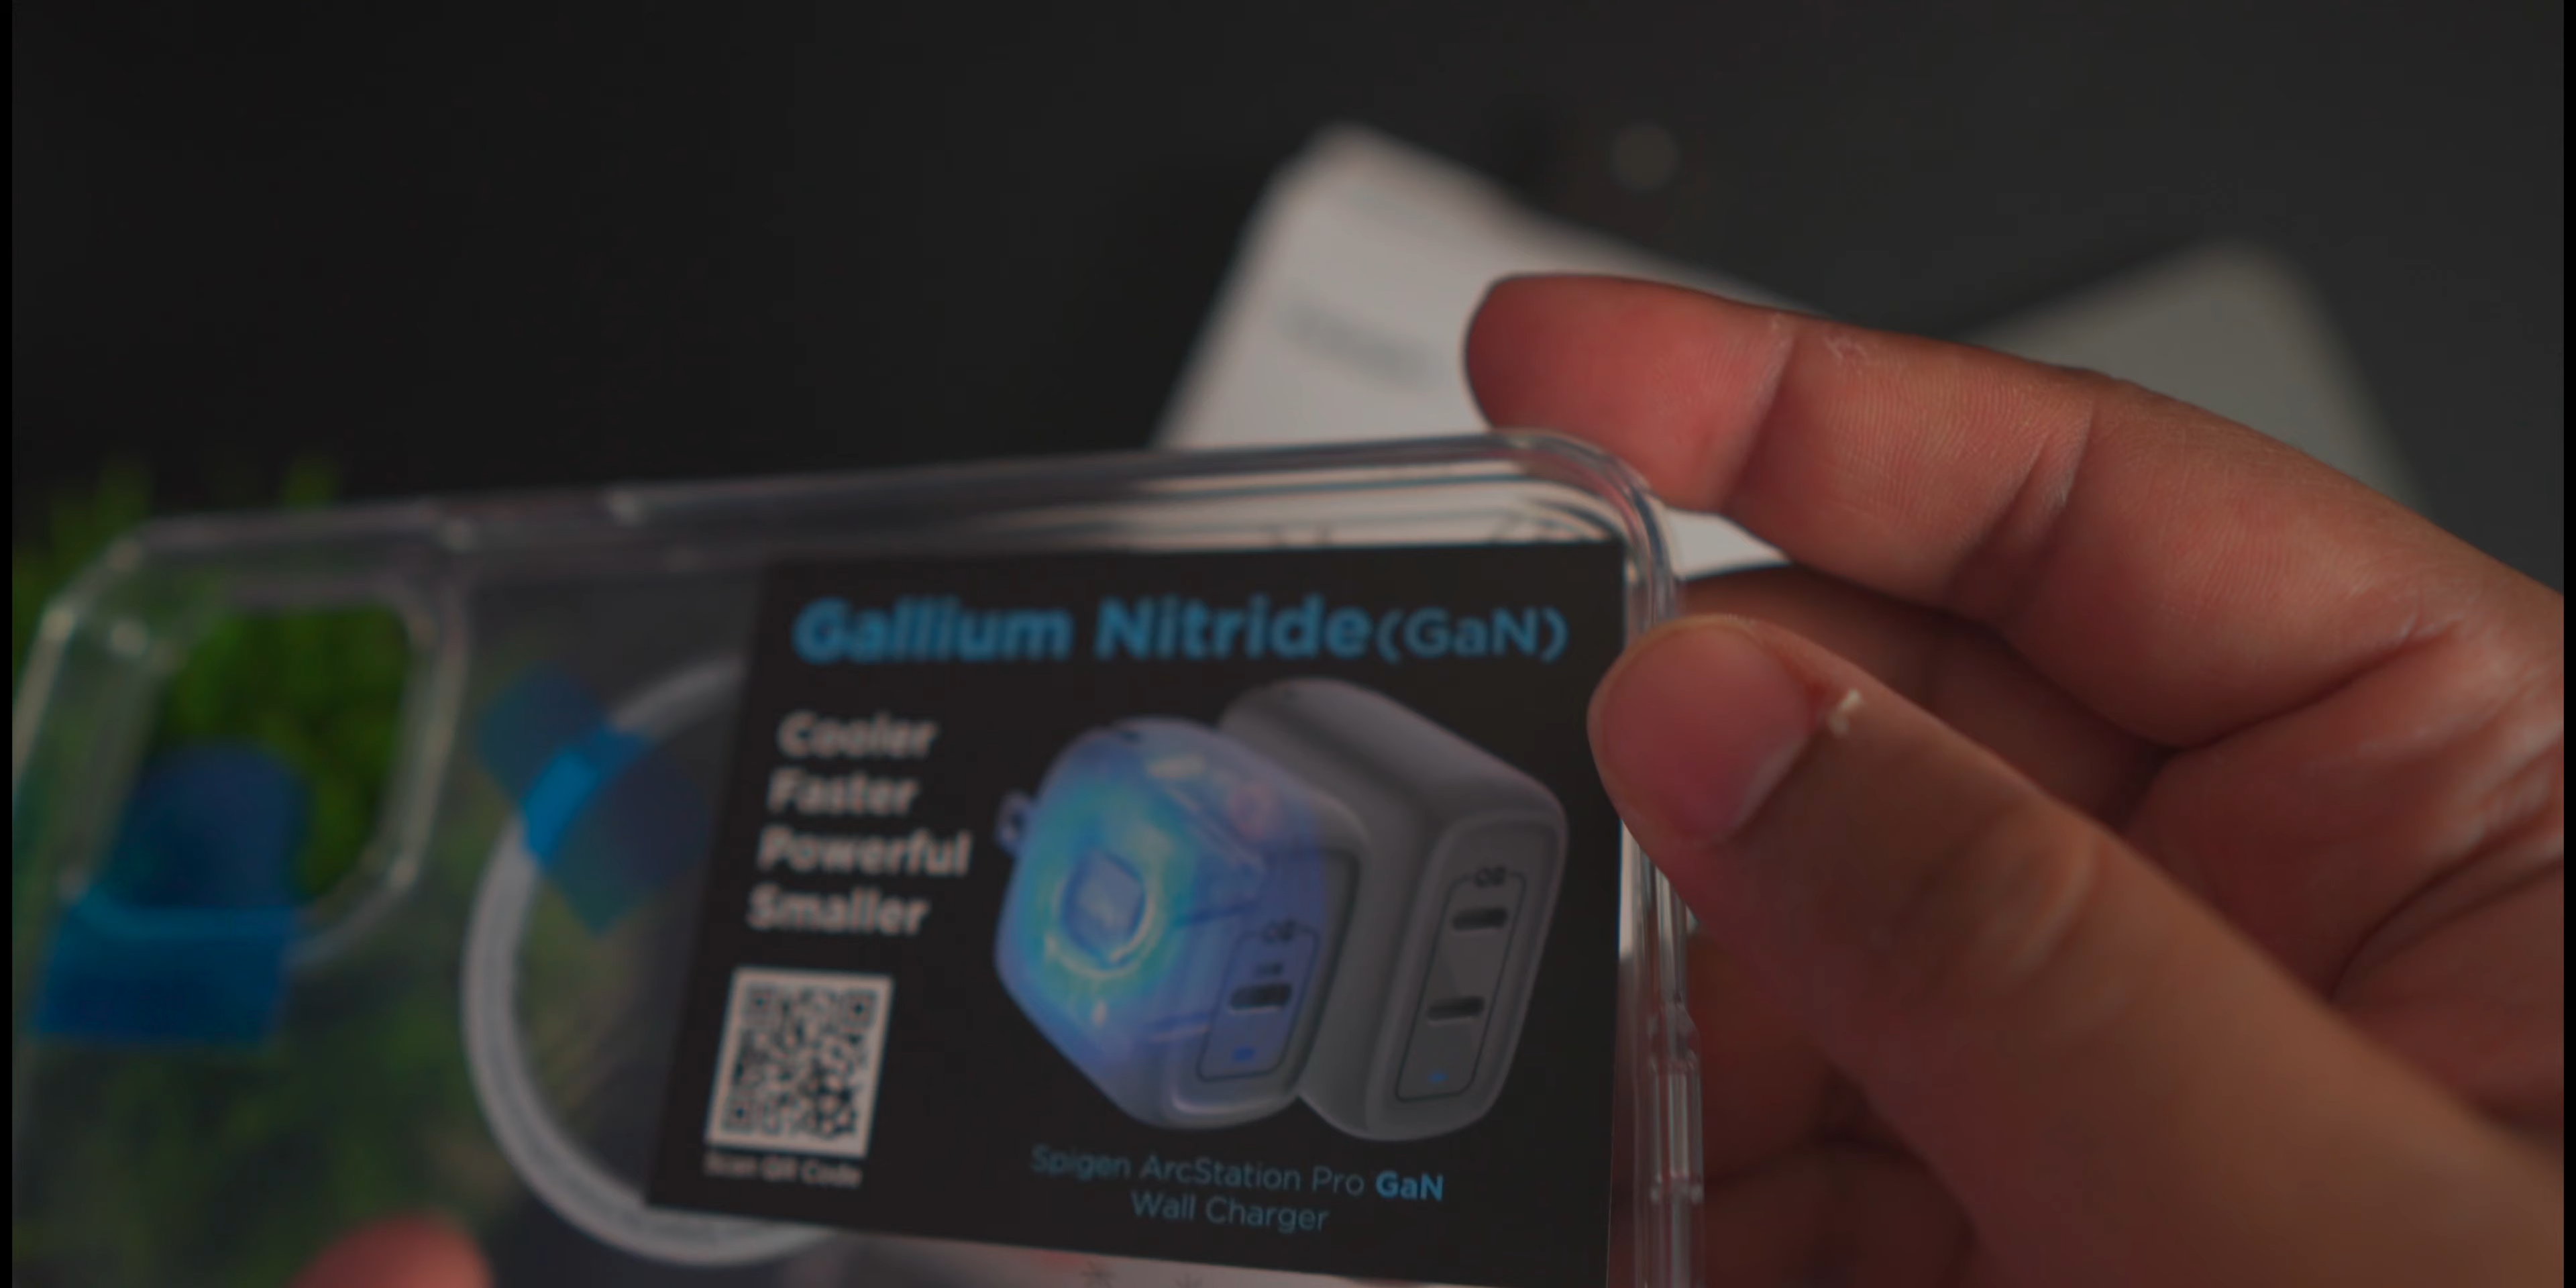 Gallium Nitride (GaN)
Cooler
Faster
Powerful
Smaller
Scan QR Code
Spigen ArcStation Pro GaN
Wall Charger